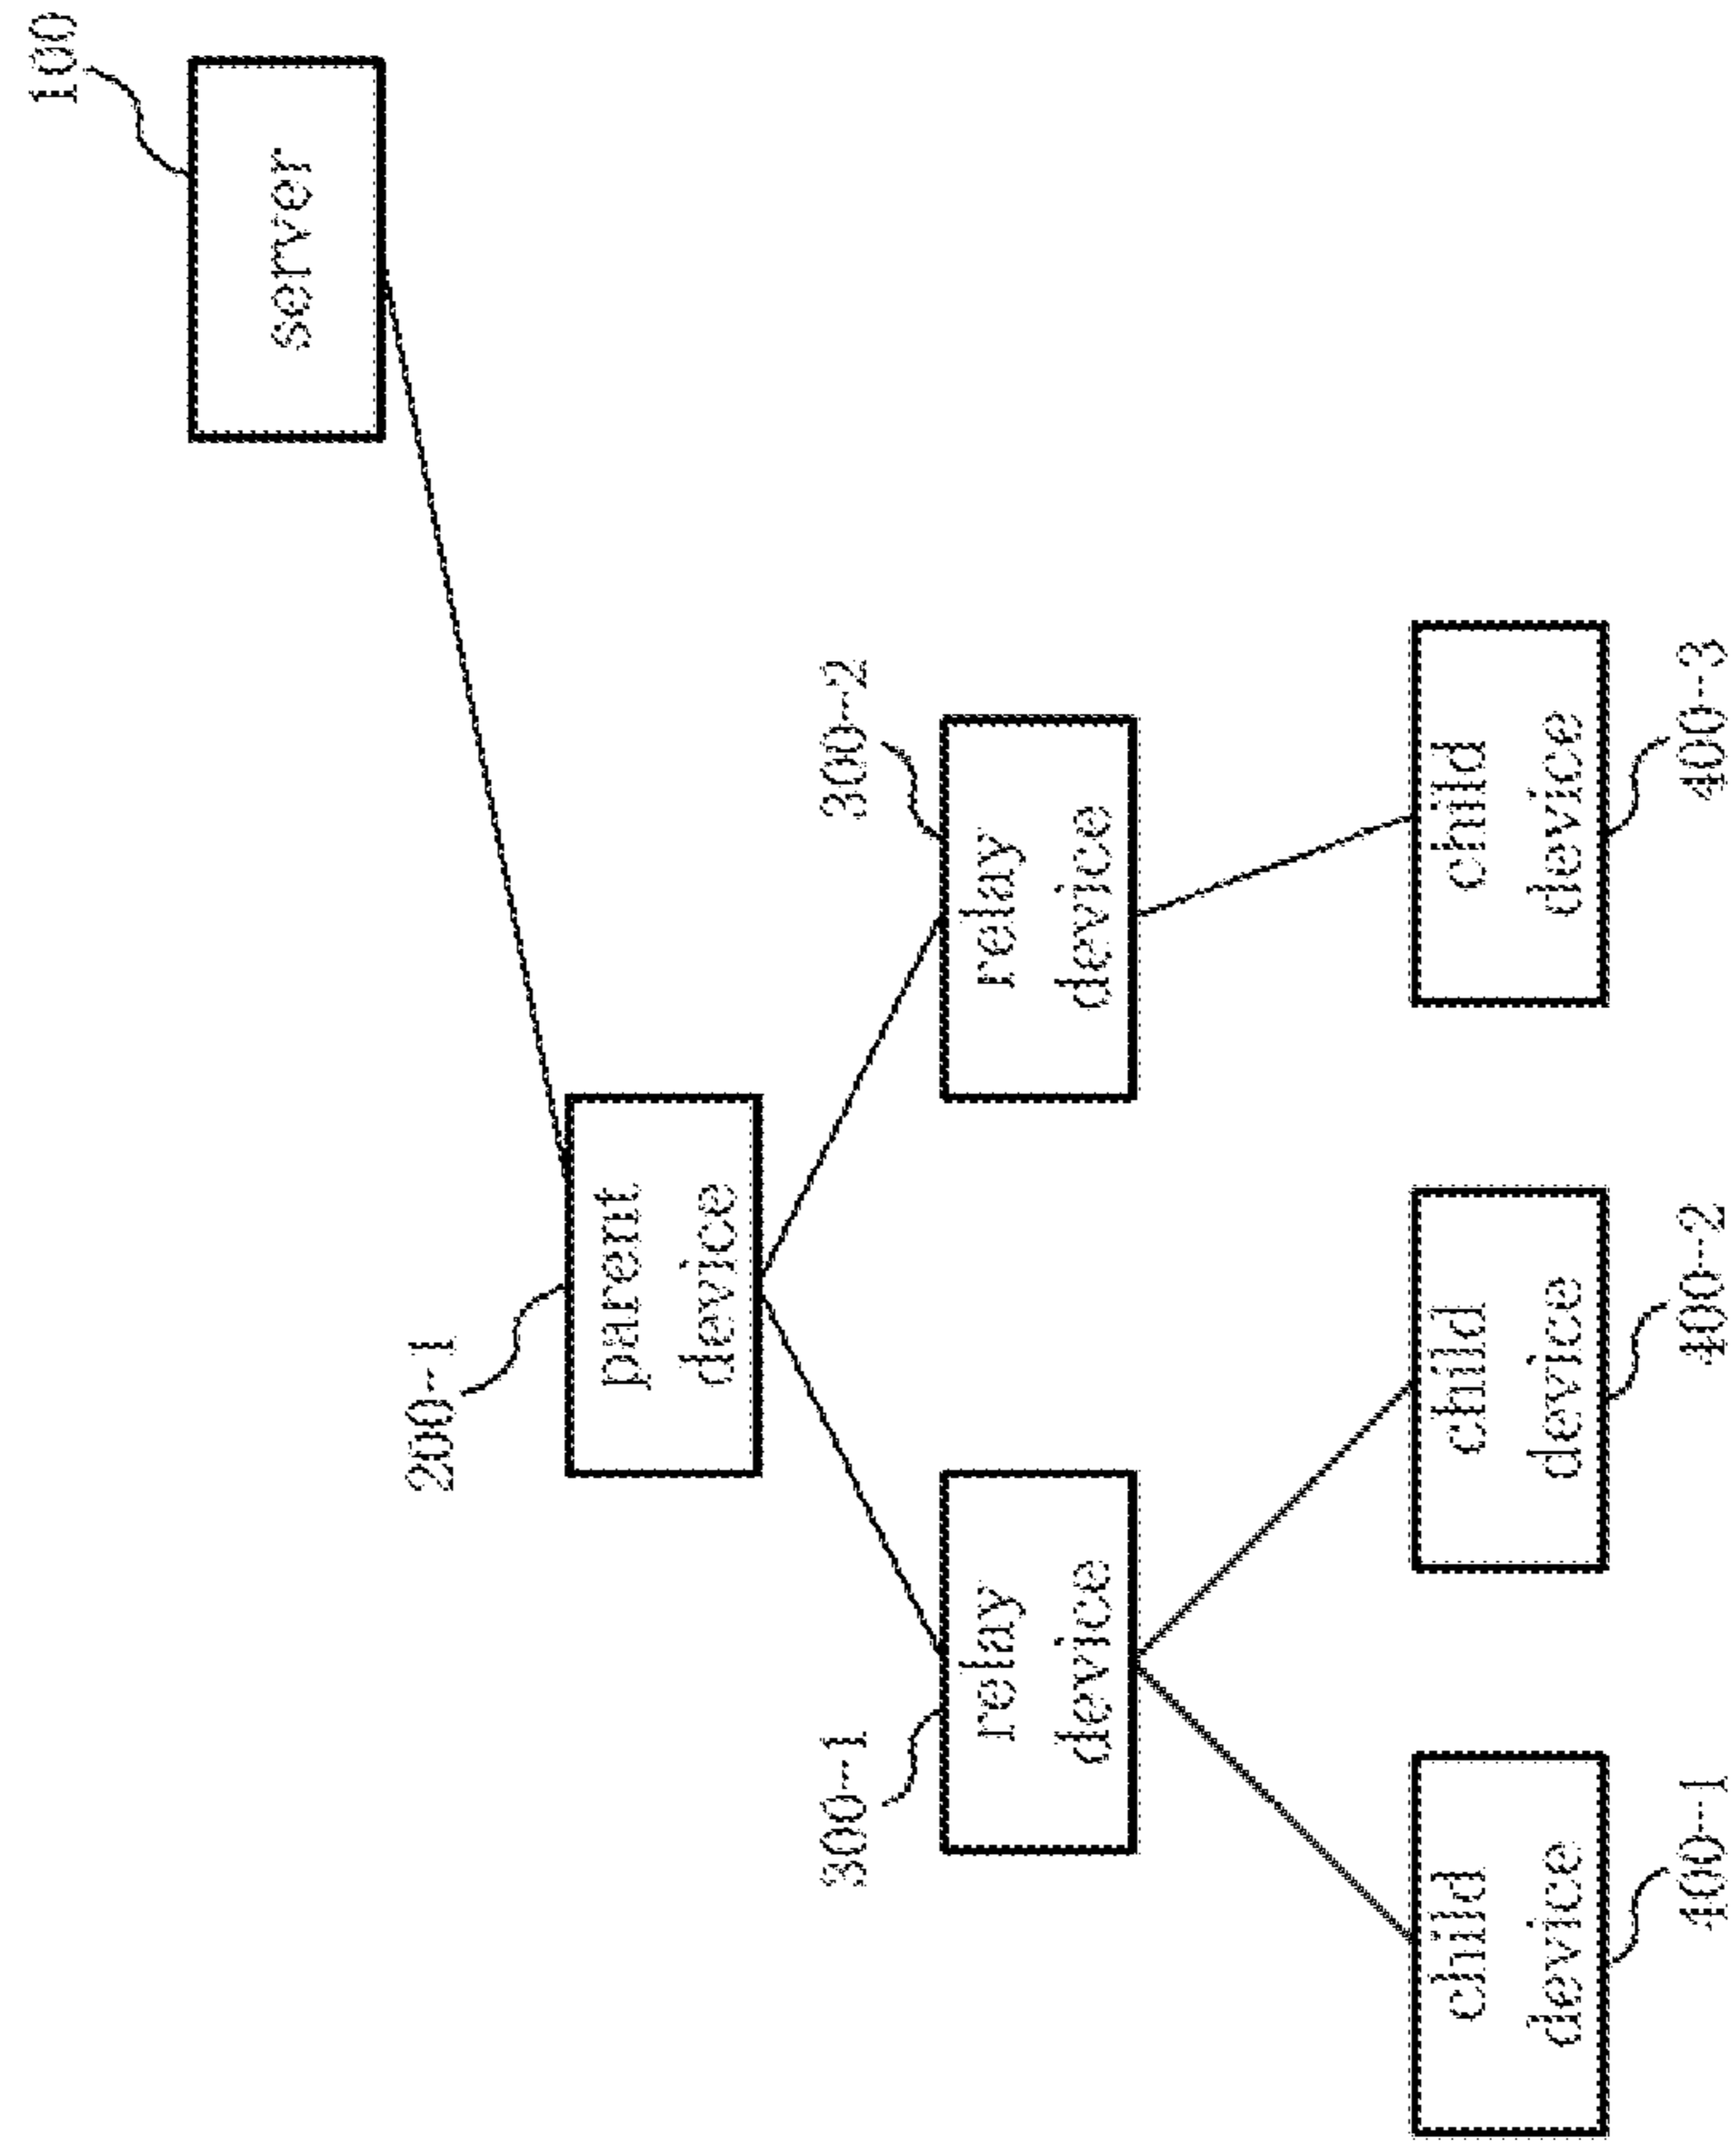 100
server
200-1
parent
device
300-1
relay
device
300-2
relay
device
child
device
400-1
child
device
400-2
child
device
400-3